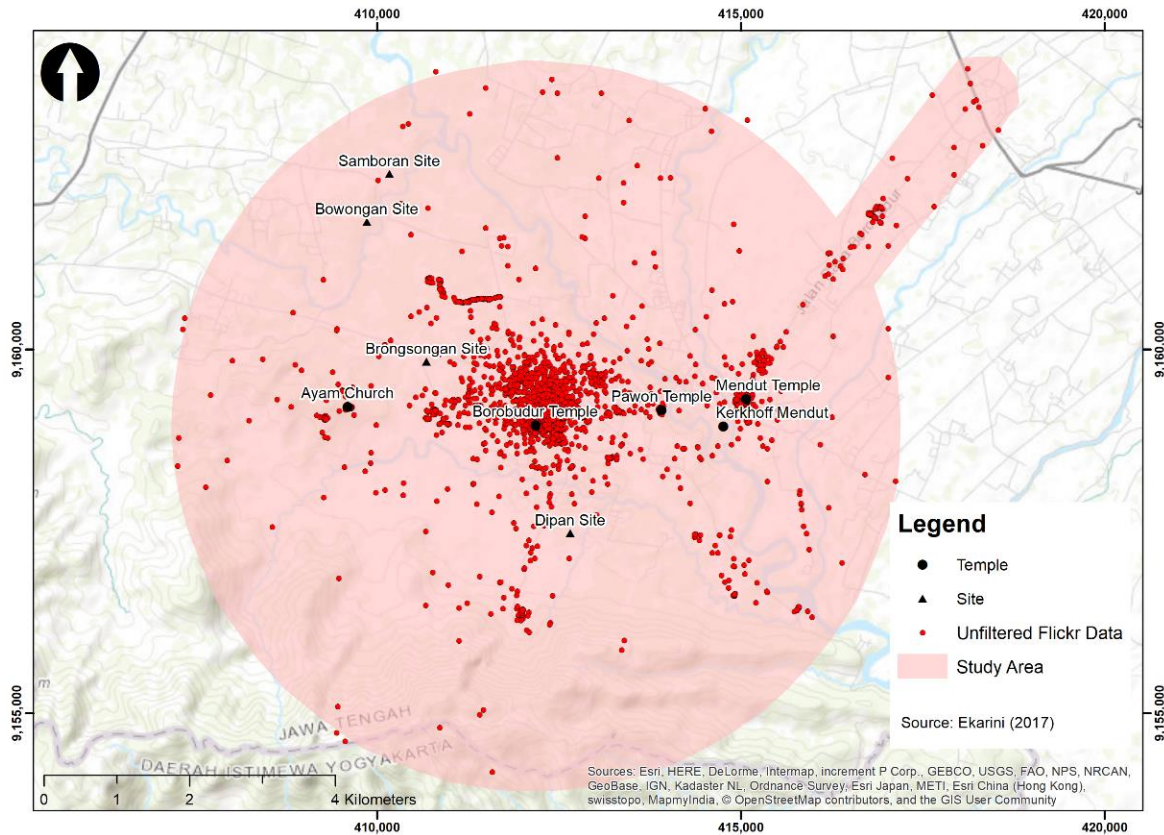 410,000
415,000
420,000
Samboran Site
Bowongan Site
9,160,000
9,160,000
Brongsongan Site
Ayam Church
Borobudur Temple
Pawon Temple
Mendut Temple
Kerkhoff Mendut
Dipan Site
Legend
Temple
Site
Unfiltered Flickr Data
Study Area
Source: Ekarini (2017)
9,155,000
9,155,000
JAWA TENGAH
DAERAH ISTIMEWA YOGYAKARTA
0 1 2 4 Kilometers
Sources: Esri, HERE, DeLorme, Intermap, increment P Corp., GEBCO, USGS, FAO, NPS, NRCAN,
GeoBase, IGN, Kadaster NL, Ordnance Survey, Esri Japan, METI, Esri China (Hong Kong),
swisstopo, MapmyIndia, © OpenStreetMap contributors, and the GIS User Community
410,000
415,000
420,000